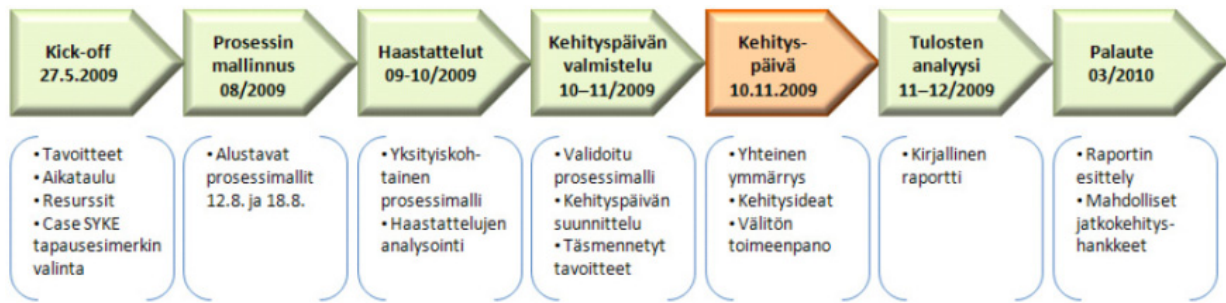 Kick-off
27.5.2009
Prosessin
mallinnus
08/2009
Haastattelut
09-10/2009
Kehityspäivän
valmistelu
10–11/2009
Kehitys-
päivä
10.11.2009
Tulosten
analyysi
11–12/2009
Palaute
03/2010
• Tavoitteet
• Aikataulu
• Resurssit
• Case SYKE
tapausesimerkin
valinta
• Alustavat
prosessimallit
12.8. ja 18.8.
• Yksityiskoh-
tainen
prosessimalli
• Haastattelujen
analysointi
• Validoitu
prosessimalli
• Kehityspäivän
suunnittelu
• Täsmennetyt
tavoitteet
• Yhteinen
ymmärrys
• Kehitysideat
• Välitön
toimeenpano
• Kirjallinen
raportti
• Raportin
esittely
• Mahdolliset
jatkokehitys-
hankkeet